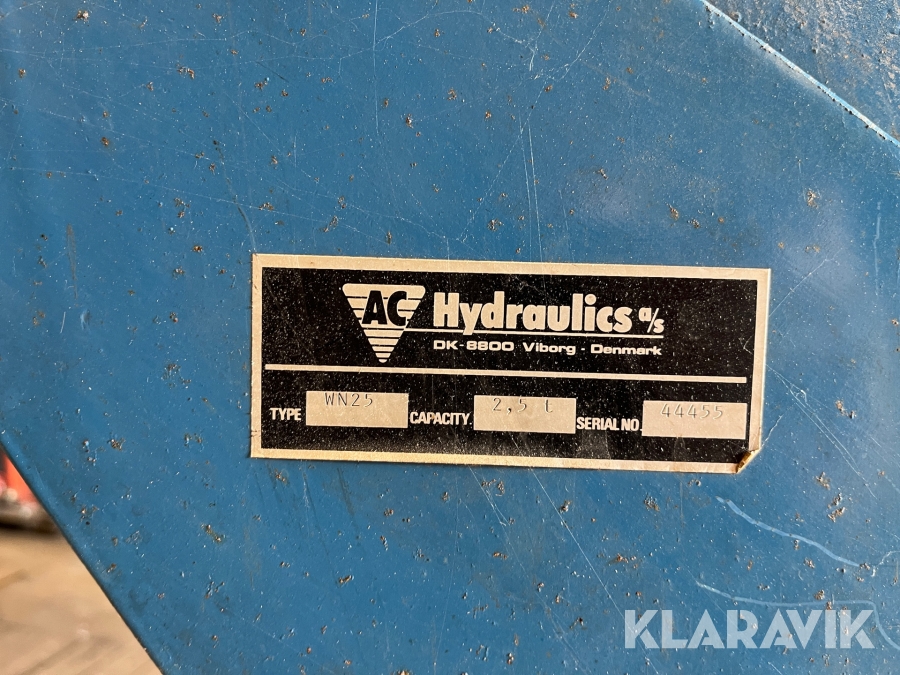 AC Hydraulics a/s
DK-8800 Viborg - Denmark
TYPE WN25 CAPACITY. 2,5 t SERIAL NO. 44455
KLARAVIK